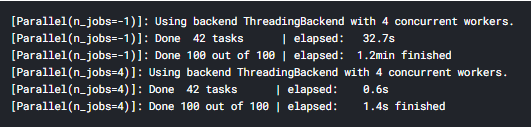 [Parallel(n_jobs=-1)]: Using backend ThreadingBackend with 4 concurrent workers.
[Parallel(n_jobs=-1)]: Done  42 tasks      | elapsed:   32.7s
[Parallel(n_jobs=-1)]: Done 100 out of 100 | elapsed:  1.2min finished
[Parallel(n_jobs=4)]: Using backend ThreadingBackend with 4 concurrent workers.
[Parallel(n_jobs=4)]: Done  42 tasks      | elapsed:    0.6s
[Parallel(n_jobs=4)]: Done 100 out of 100 | elapsed:    1.4s finished